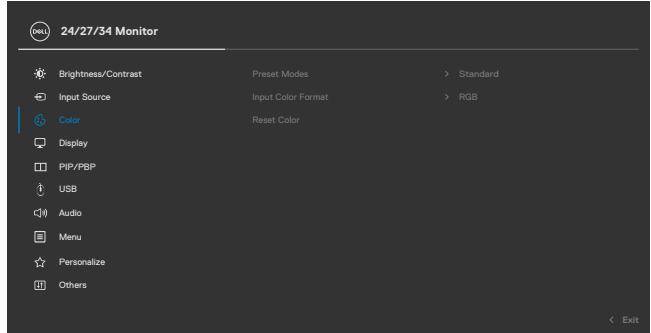 DELL 24/27/34 Monitor
Brightness/Contrast Preset Modes > Standard
Input Source Input Color Format > RGB
Color Reset Color
Display
PIP/PBP
USB
Audio
Menu
Personalize
Others
< Exit